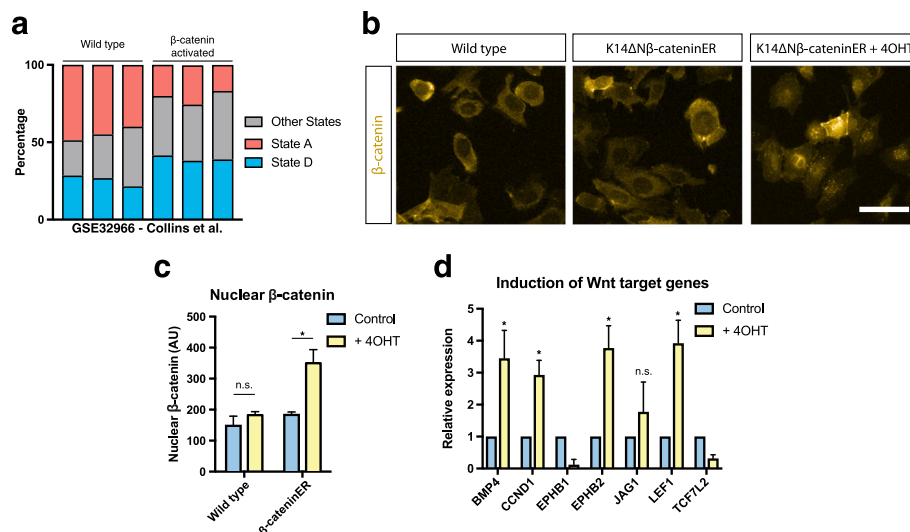 a
Wild type
β-catenin
activated
100
50
0
Percentage
Other States
State A
State D
GSE32966 - Collins et al.
b
Wild type
K14ΔNβ-cateninER
K14ΔNβ-cateninER + 4OHT
β-catenin
c
Nuclear β-catenin
Control
+ 4OHT
500
400
300
200
100
0
Nuclear β-catenin (AU)
n.s.
*
Wild type
β-cateninER
d
Induction of Wnt target genes
Control
+ 4OHT
5
4
3
2
1
0
Relative expression
*
*
*
n.s.
*
BMP4
CCND1
EPHB1
EPHB2
JAG1
LEF1
TCF7L2